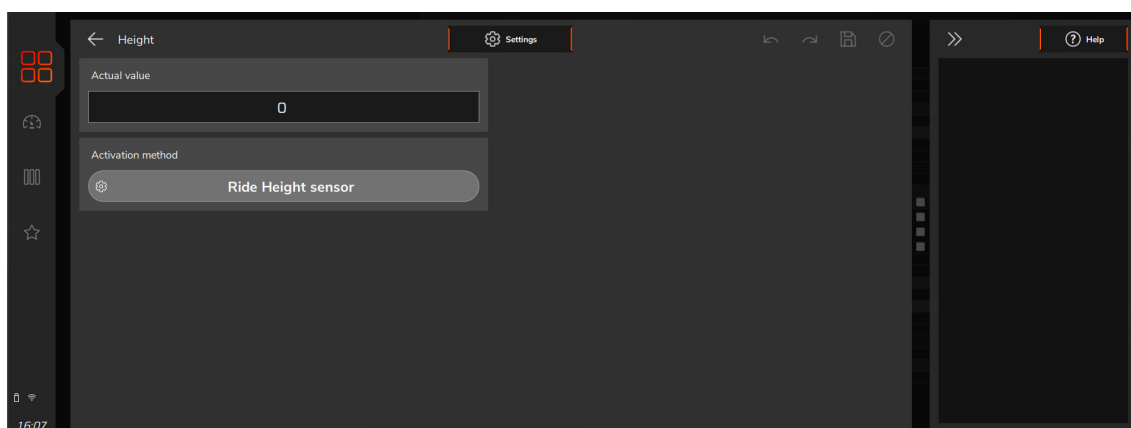 Height
Settings
Help
Actual value
0
Activation method
Ride Height sensor
16:07